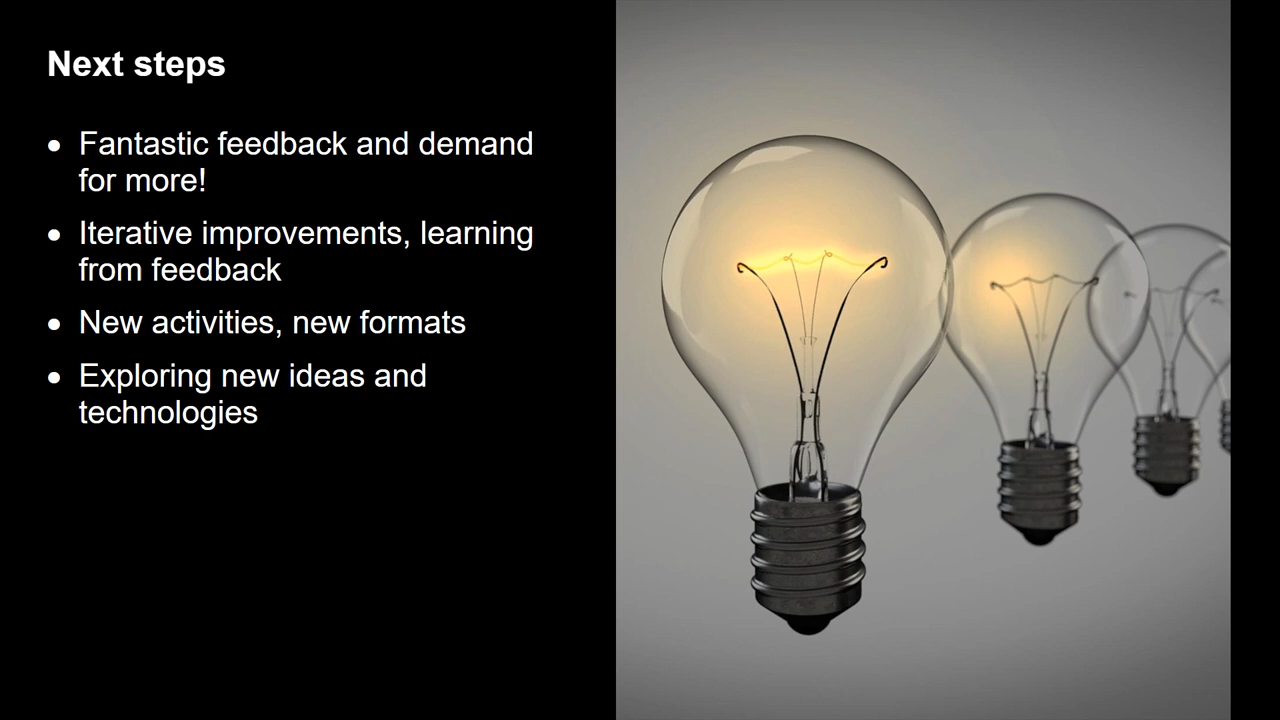 Next steps
• Fantastic feedback and demand
for more!
• Iterative improvements, learning
from feedback
• New activities, new formats
• Exploring new ideas and
technologies